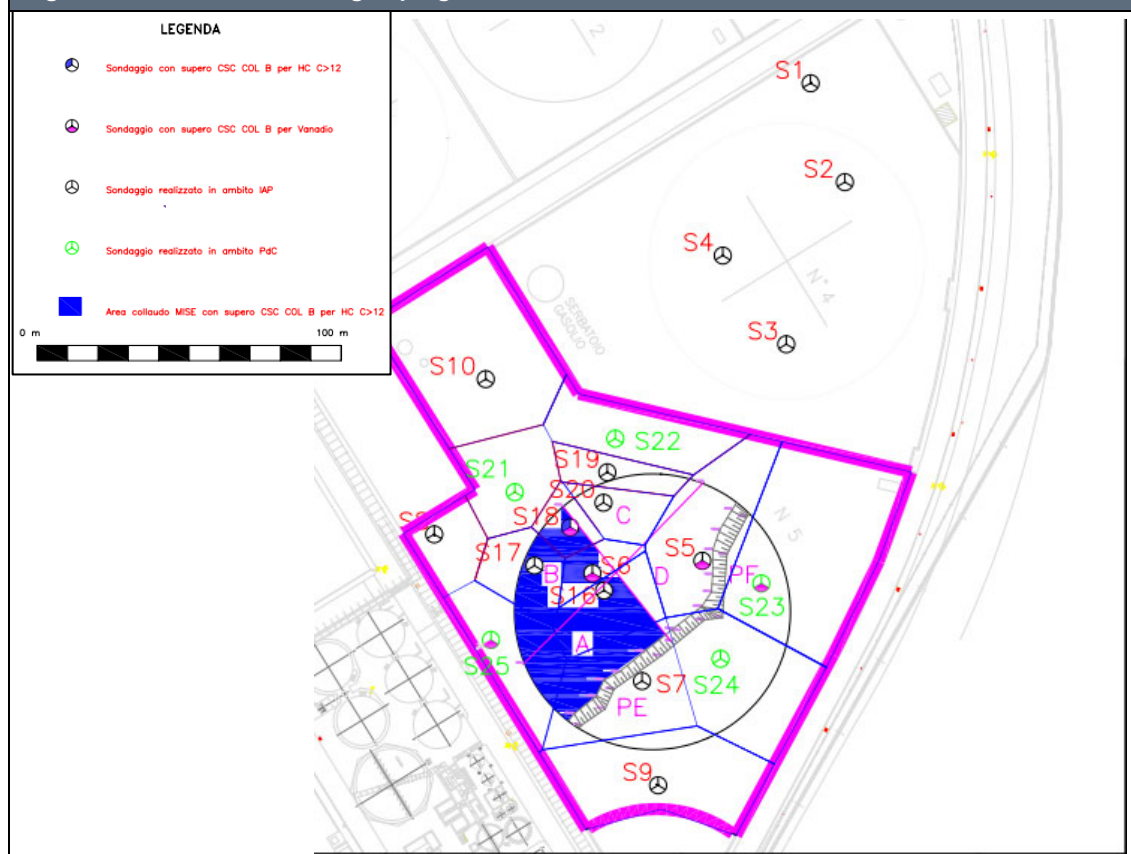 LEGENDA
Sondaggio con supero CSC COL B per HC C>12
Sondaggio con supero CSC COL B per Vanadio
Sondaggio realizzato in ambito IAP
Sondaggio realizzato in ambito PdC
Area collaudo MISE con supero CSC COL B per HC C>12
0 m 100 m
2
S1
S2
S4
N°4
SERBATOIO
GASOLIO
S3
S10
S22
S19
S21
S20
C
N 5
S18
S17
S6
S5
B
D
PF
S16
S23
A
S25
S24
S7
PE
S9